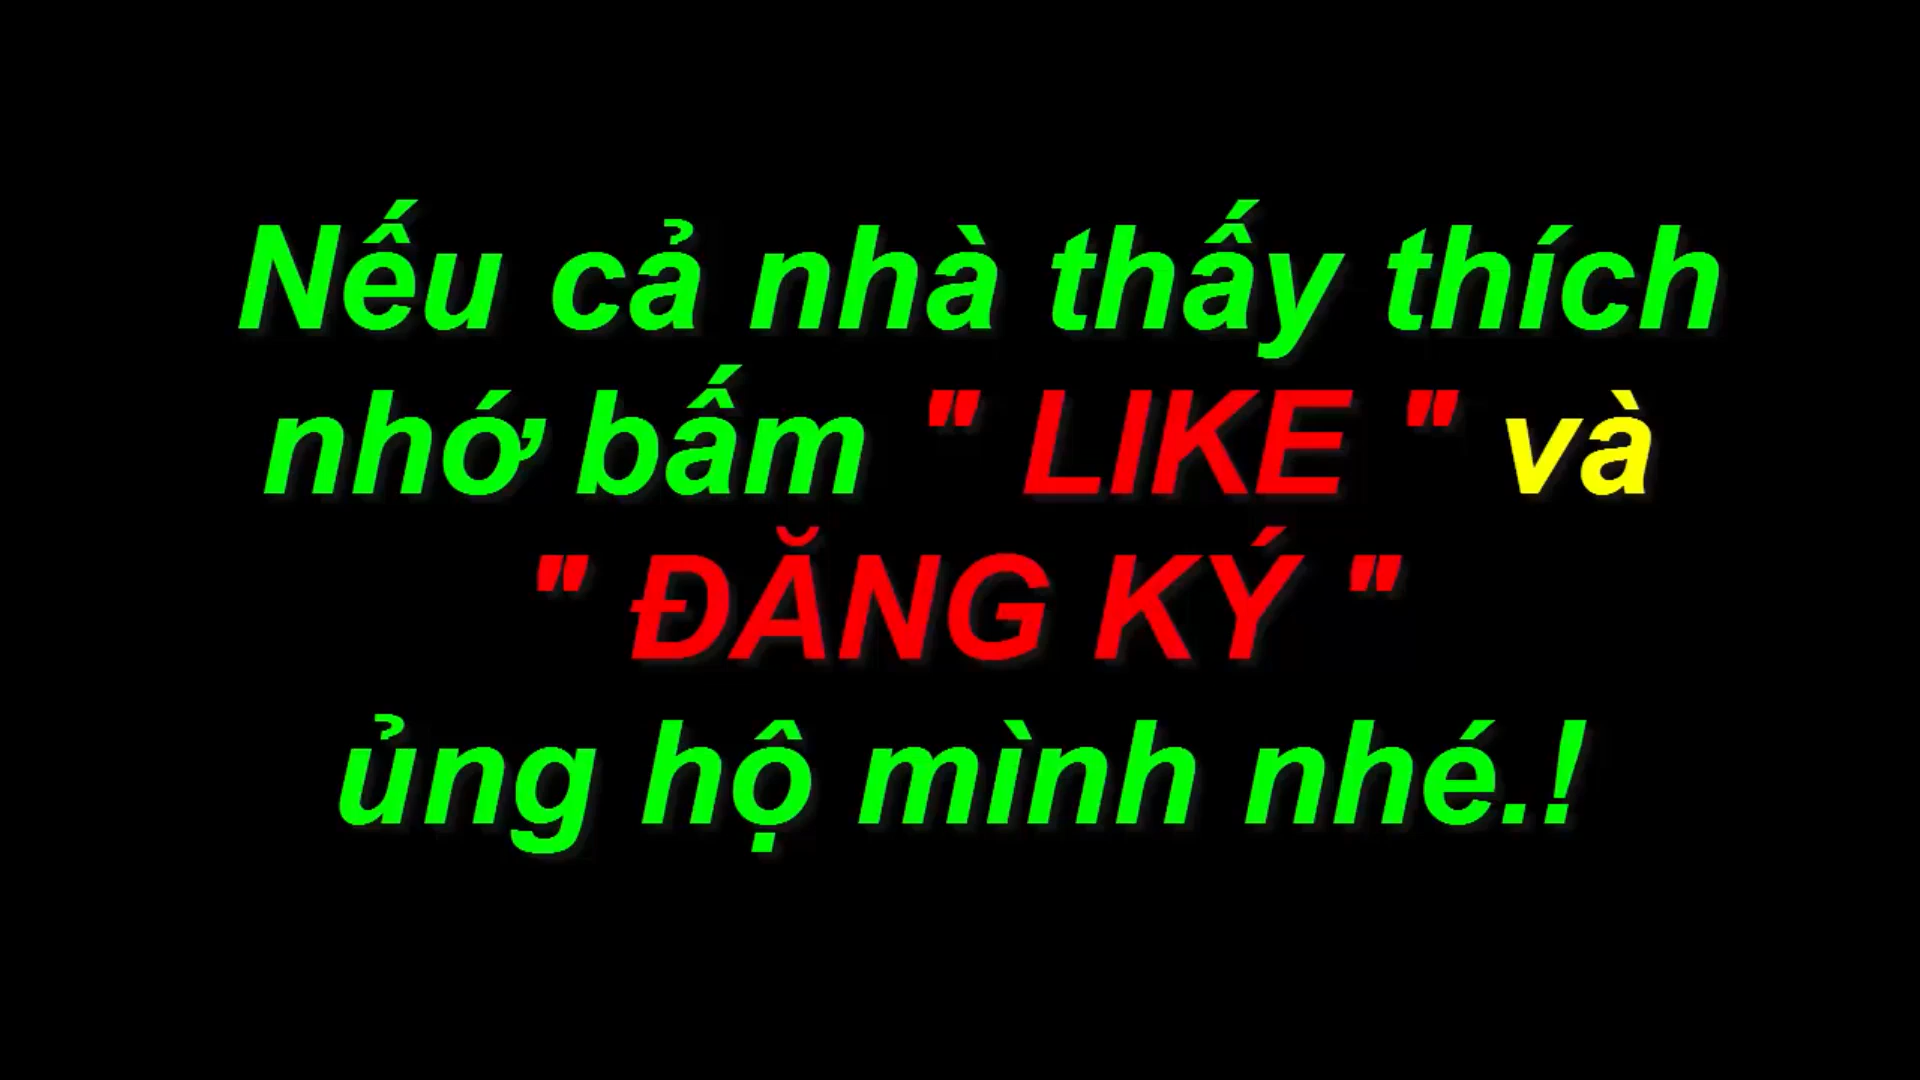 Nếu cả nhà thấy thích
nhớ bấm " LIKE " và
" ĐĂNG KÝ "
ủng hộ mình nhé.!